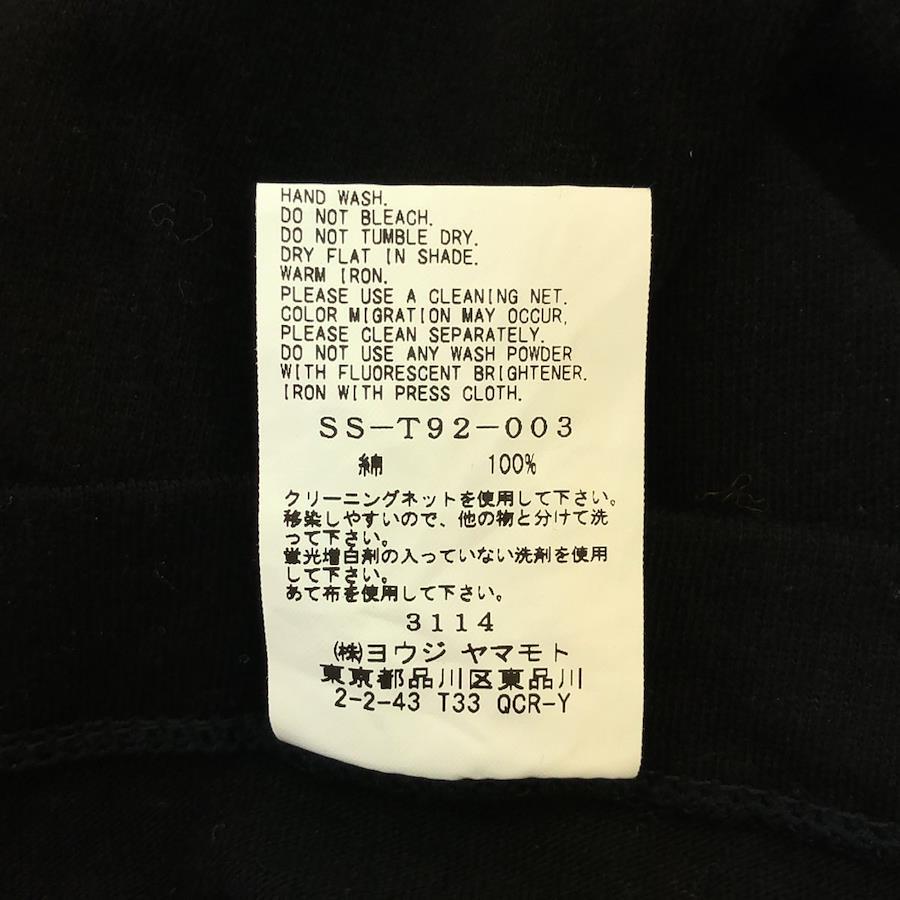 HAND WASH.
DO NOT BLEACH.
DO NOT TUMBLE DRY.
DRY FLAT IN SHADE.
WARM IRON.
PLEASE USE A CLEANING NET.
COLOR MIGRATION MAY OCCUR,
PLEASE CLEAN SEPARATELY.
DO NOT USE ANY WASH POWDER
WITH FLUORESCENT BRIGHTENER.
IRON WITH PRESS CLOTH.
SS-T92-003
綿 100%
クリーニングネットを使用して下さい。
移染しやすいので、他の物と分けて洗
って下さい。
蛍光増白剤の入っていない洗剤を使用
して下さい。
あて布を使用して下さい。
3114
㈱ヨウジ ヤマモト
東京都品川区東品川
2-2-43 T33 QCR-Y